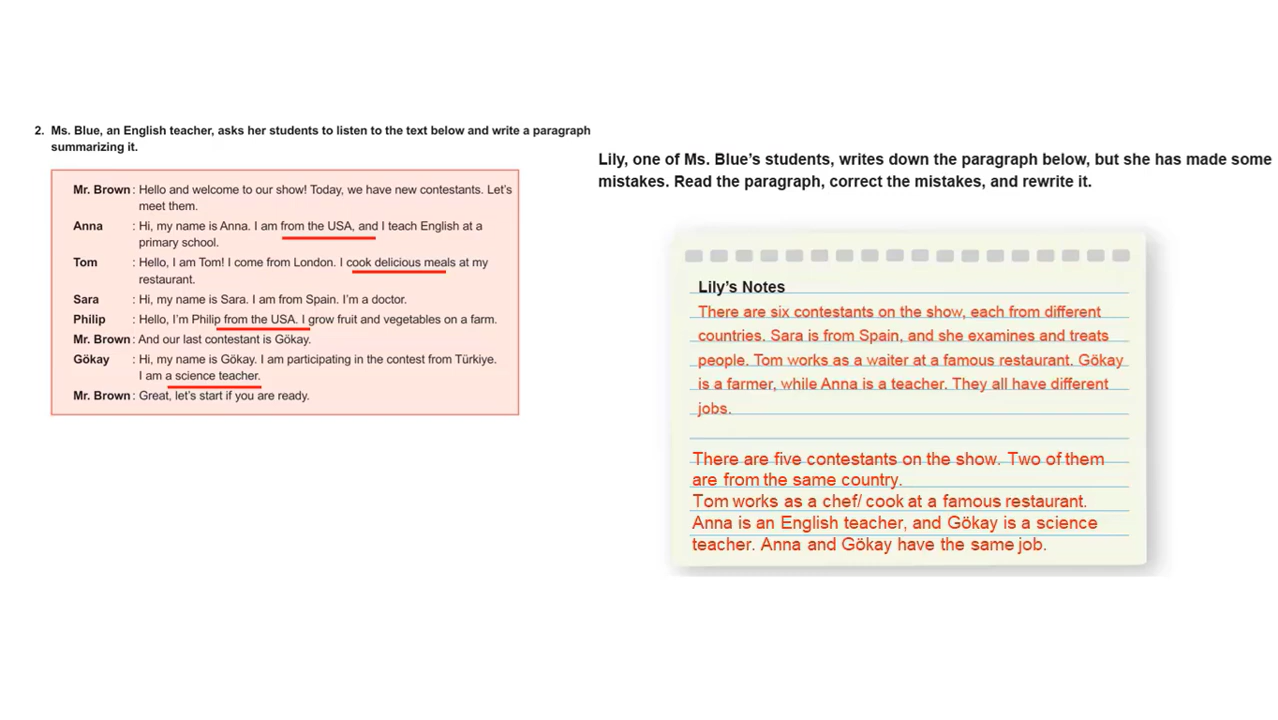 2. Ms. Blue, an English teacher, asks her students to listen to the text below and write a paragraph
summarizing it.
Mr. Brown : Hello and welcome to our show! Today, we have new contestants. Let's
meet them.
Anna : Hi, my name is Anna. I am from the USA, and I teach English at a
primary school.
Tom : Hello, I am Tom! I come from London. I cook delicious meals at my
restaurant.
Sara : Hi, my name is Sara. I am from Spain. I'm a doctor.
Philip : Hello, I'm Philip from the USA. I grow fruit and vegetables on a farm.
Mr. Brown : And our last contestant is Gökay.
Gökay : Hi, my name is Gökay. I am participating in the contest from Türkiye.
I am a science teacher.
Mr. Brown : Great, let's start if you are ready.
Lily, one of Ms. Blue's students, writes down the paragraph below, but she has made some
mistakes. Read the paragraph, correct the mistakes, and rewrite it.
Lily's Notes
There are six contestants on the show, each from different
countries. Sara is from Spain, and she examines and treats
people. Tom works as a waiter at a famous restaurant. Gökay
is a farmer, while Anna is a teacher. They all have different
jobs.
There are five contestants on the show. Two of them
are from the same country.
Tom works as a chef/ cook at a famous restaurant.
Anna is an English teacher, and Gökay is a science
teacher. Anna and Gökay have the same job.